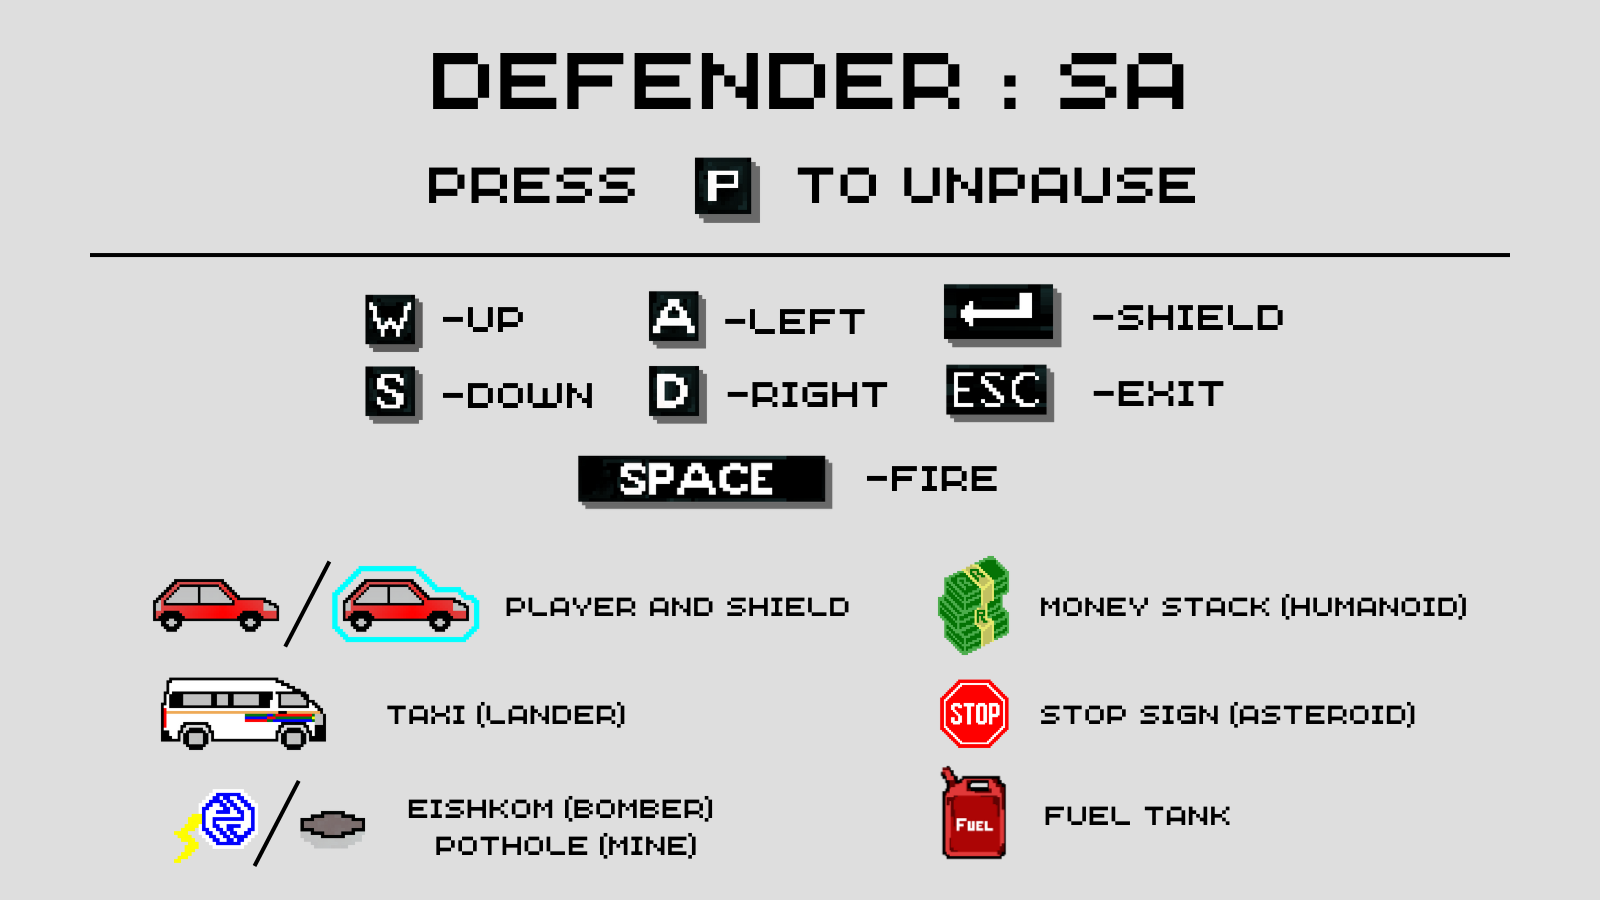 DEFENDER : SA
PRESS P TO UNPAUSE
W -UP A -LEFT -SHIELD
S -DOWN D -RIGHT ESC -EXIT
SPACE -FIRE
PLAYER AND SHIELD
R MONEY STACK (HUMANOID)
TAXI (LANDER)
STOP STOP SIGN (ASTEROID)
EISHKOM (BOMBER)
POTHOLE (MINE)
FUEL FUEL TANK